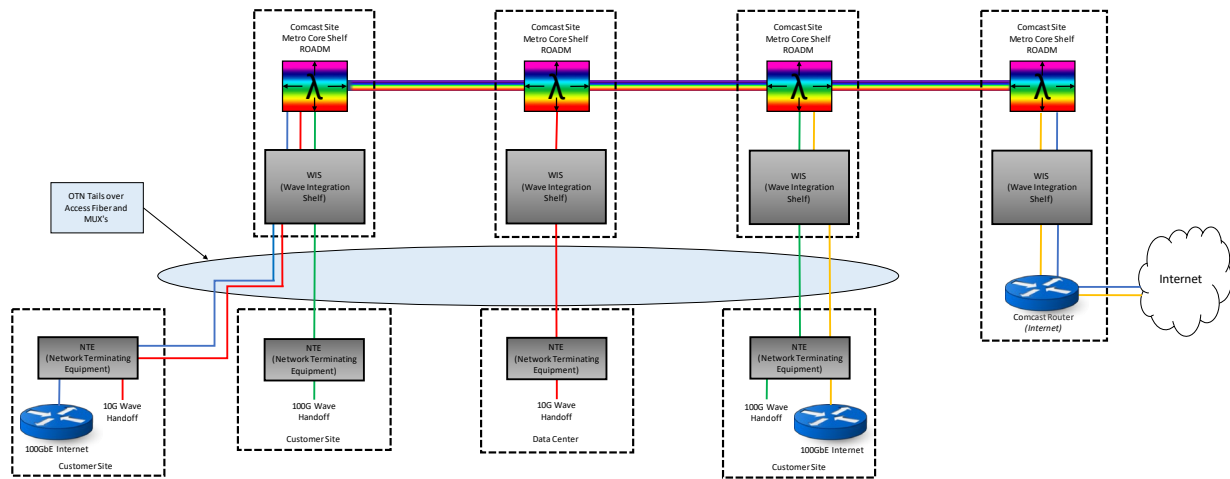 Comcast Site
Metro Core Shelf
ROADM
Comcast Site
Metro Core Shelf
ROADM
Comcast Site
Metro Core Shelf
ROADM
Comcast Site
Metro Core Shelf
ROADM
λ
λ
λ
λ
WIS
(Wave Integration
Shelf)
WIS
(Wave Integration
Shelf)
WIS
(Wave Integration
Shelf)
WIS
(Wave Integration
Shelf)
OTN Tails over
Access Fiber and
MUX's
Internet
Comcast Router
(Internet)
NTE
(Network Terminating
Equipment)
NTE
(Network Terminating
Equipment)
NTE
(Network Terminating
Equipment)
NTE
(Network Terminating
Equipment)
10G Wave
Handoff
100GbE Internet
Customer Site
100G Wave
Handoff
Customer Site
10G Wave
Handoff
Data Center
100G Wave
Handoff
100GbE Internet
Customer Site